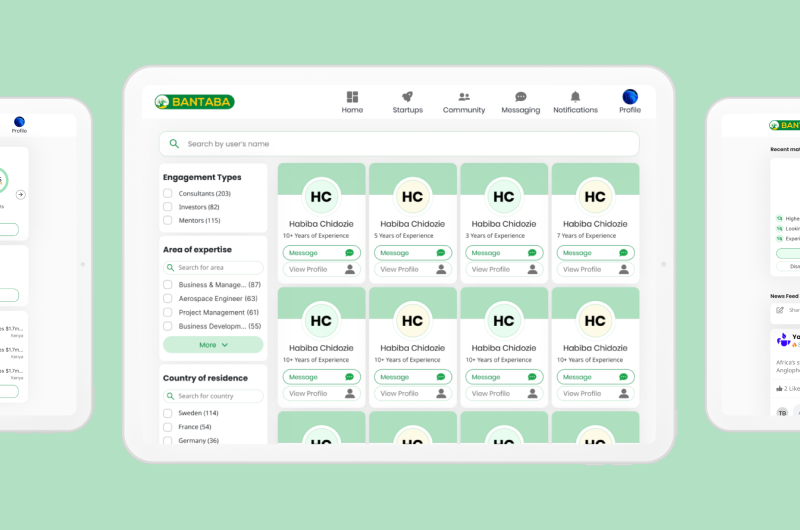 Profile
Kenya
Kenya
Kenya
BANTABA
Home
Startups
Community
Messaging
Notifications
Profile
Search by user's name
Engagement Types
Consultants (203)
Investors (82)
Mentors (115)
Area of expertise
Search for area
Business & Manage... (87)
Aerospace Engineer (63)
Project Management (61)
Business Developm... (55)
More
Country of residence
Search for country
Sweden (114)
France (54)
Germany (36)
HC
Habiba Chidozie
10+ Years of Experience
Message
View Profile
HC
Habiba Chidozie
5 Years of Experience
Message
View Profile
HC
Habiba Chidozie
3 Years of Experience
Message
View Profile
HC
Habiba Chidozie
7 Years of Experience
Message
View Profile
HC
Habiba Chidozie
10+ Years of Experience
Message
View Profile
HC
Habiba Chidozie
10+ Years of Experience
Message
View Profile
HC
Habiba Chidozie
10+ Years of Experience
Message
View Profile
HC
Habiba Chidozie
10+ Years of Experience
Message
View Profile
HC
HC
HC
HC
BANTABA
Recent mat
Highe
Lookin
Experi
Disu
News Feed
Shar
Yo
Africa's s
Anglopho
2 Like
TB